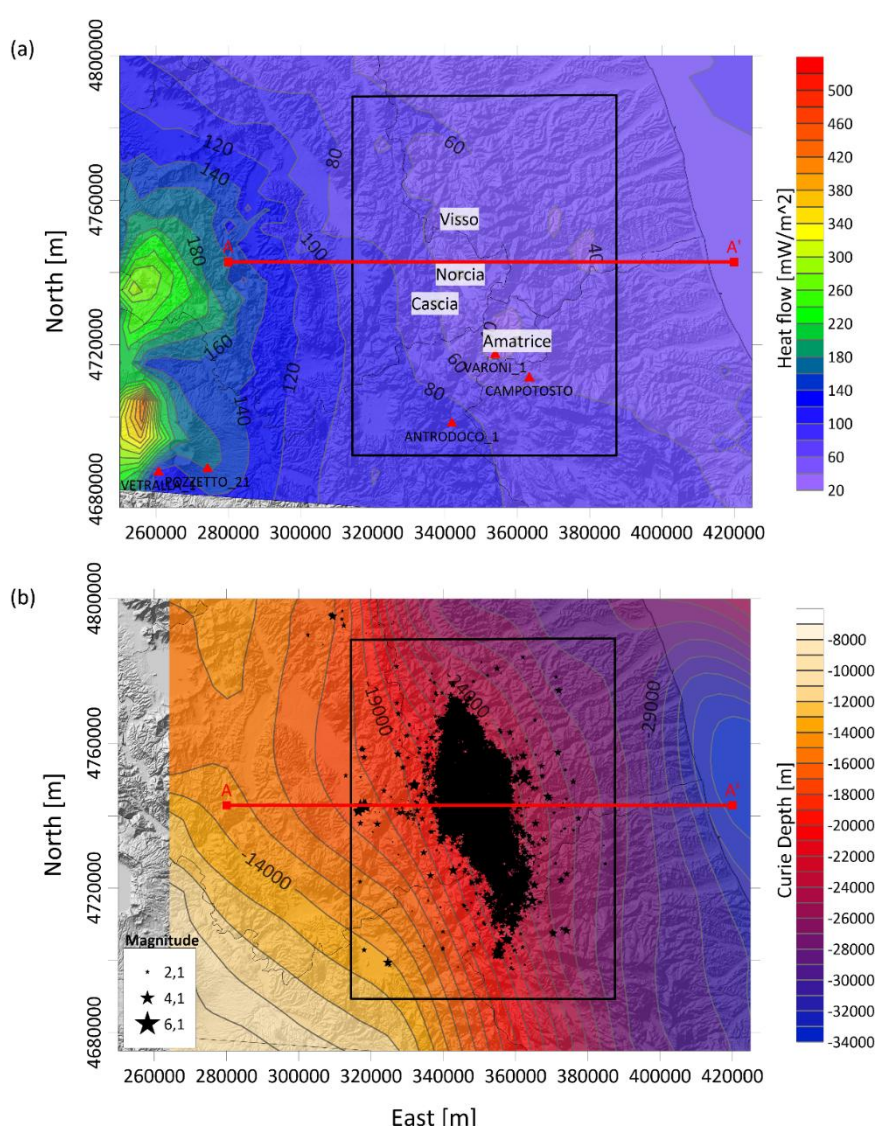 (a)
4800000
4760000
4720000
4680000
North [m]
120
140
80
60
100
180
A
A'
40
Visso
Norcia
Cascia
160
120
0
Amatrice
60
VARONI_1
80
CAMPOTOSTO
140
ANTRODOCO_1
POZZETTO_21
260000 280000 300000 320000 340000 360000 380000 400000 420000
Heat flow [mW/m^2]
500
460
420
380
340
300
260
220
180
140
100
60
20
(b)
4800000
4760000
4720000
4680000
North [m]
-19000
24000
29000
A
A'
-14000
Magnitude
2,1
4,1
6,1
260000 280000 300000 320000 340000 360000 380000 400000 420000
East [m]
Curie Depth [m]
-8000
-10000
-12000
-14000
-16000
-18000
-20000
-22000
-24000
-26000
-28000
-30000
-32000
-34000